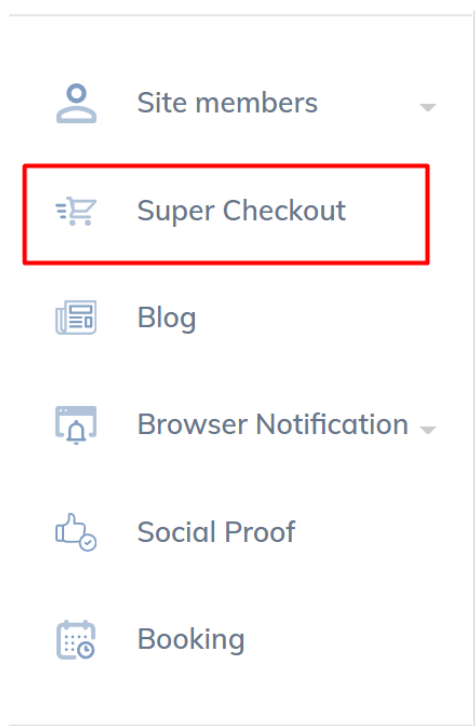 Site members
Super Checkout
Blog
Browser Notification
Social Proof
Booking